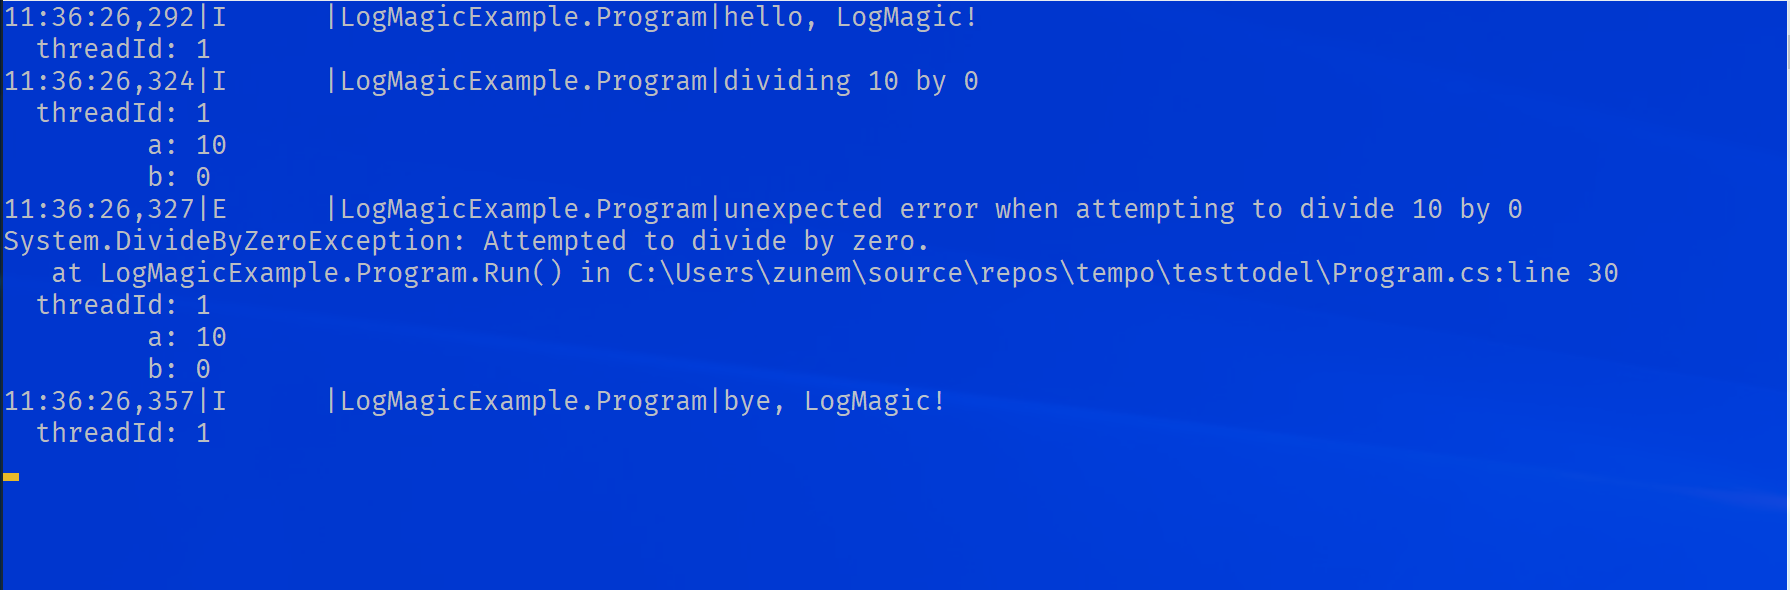 11:36:26,292|I      |LogMagicExample.Program|hello, LogMagic!
  threadId: 1
11:36:26,324|I      |LogMagicExample.Program|dividing 10 by 0
  threadId: 1
         a: 10
         b: 0
11:36:26,327|E      |LogMagicExample.Program|unexpected error when attempting to divide 10 by 0
System.DivideByZeroException: Attempted to divide by zero.
   at LogMagicExample.Program.Run() in C:\Users\zunem\source\repos\tempo\testtodel\Program.cs:line 30
  threadId: 1
         a: 10
         b: 0
11:36:26,357|I      |LogMagicExample.Program|bye, LogMagic!
  threadId: 1